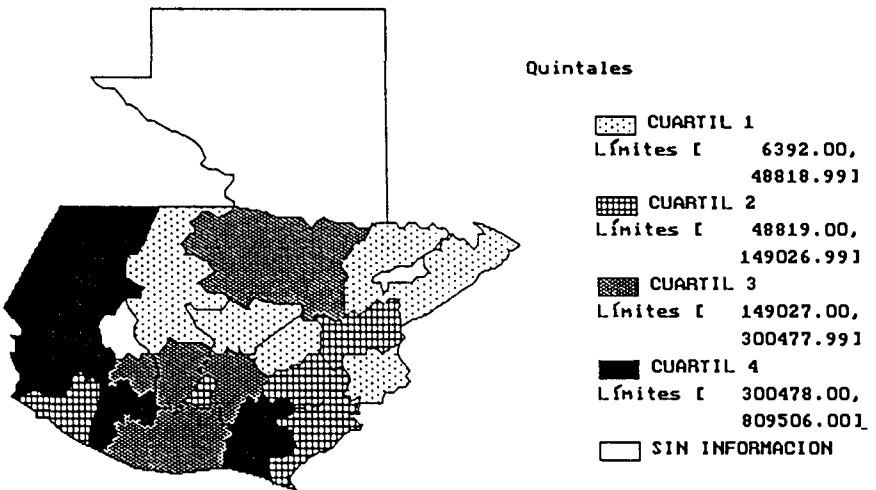 Quintales
CUARTIL 1
Límites [ 6392.00,
48818.99]
CUARTIL 2
Límites [ 48819.00,
149026.99]
CUARTIL 3
Límites [ 149027.00,
300477.99]
CUARTIL 4
Límites [ 300478.00,
809506.00]_
SIN INFORMACION